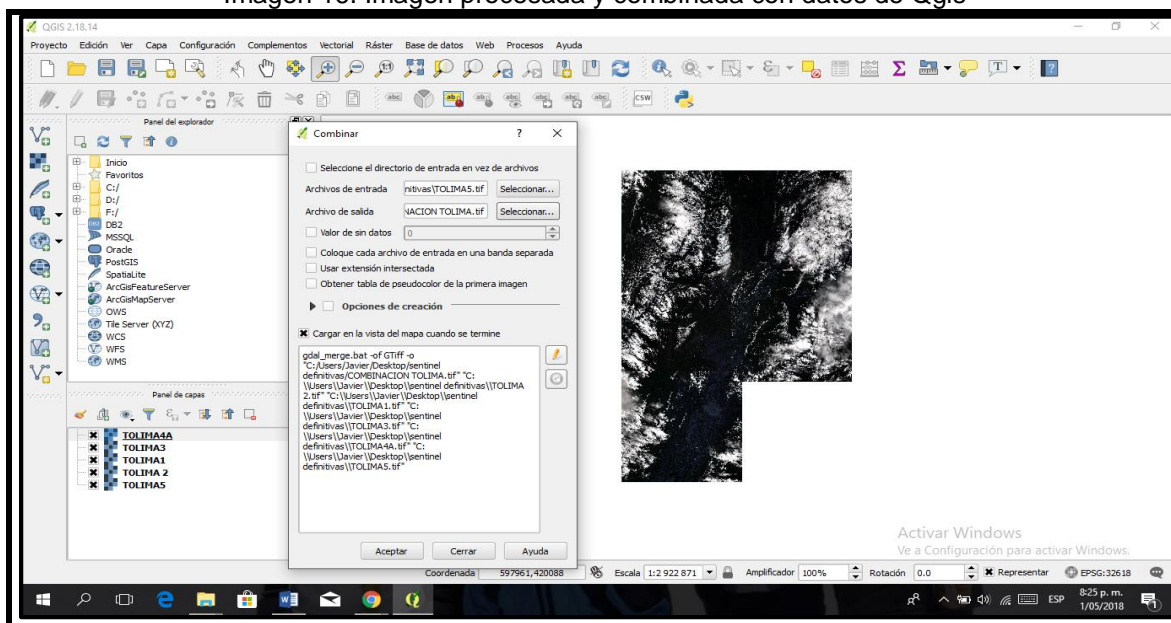 QGIS 2.18.14
Proyecto Edición Ver Capa Configuración Complementos Vectorial Ráster Base de datos Web Procesos Ayuda
Panel del explorador
Inicio
Favoritos
C:/
D:/
F:/
DB2
MSSQL
Oracle
PostGIS
SpatiaLite
ArcGisFeatureServer
ArcGisMapServer
OWS
Tile Server (XYZ)
WCS
WFS
WMS
Panel de capas
TOLIMA4A
TOLIMA3
TOLIMA1
TOLIMA 2
TOLIMA5
Combinar
Seleccione el directorio de entrada en vez de archivos
Archivos de entrada nitivas\TOLIMA5.tif Seleccionar...
Archivo de salida NACION TOLIMA.tif Seleccionar...
Valor de sin datos 0
Coloque cada archivo de entrada en una banda separada
Usar extensión intersectada
Obtener tabla de pseudocolor de la primera imagen
Opciones de creación
Cargar en la vista del mapa cuando se termine
gdal_merge.bat -of GTiff -o
"C:/Users/Javier/Desktop/sentinel
definitivas/COMBINACION TOLIMA.tif" "C:
\\Users\\Javier\\Desktop\\sentinel definitivas\\TOLIMA
2.tif" "C:\\Users\\Javier\\Desktop\\sentinel
definitivas\\TOLIMA1.tif" "C:
\\Users\\Javier\\Desktop\\sentinel
definitivas\\TOLIMA3.tif" "C:
\\Users\\Javier\\Desktop\\sentinel
definitivas\\TOLIMA4A.tif" "C:
\\Users\\Javier\\Desktop\\sentinel
definitivas\\TOLIMA5.tif"
Aceptar Cerrar Ayuda
Activar Windows
Ve a Configuración para activar Windows.
Coordenada 597961,420088 Escala 1:2 922 871 Amplificador 100% Rotación 0.0 Representar EPSG:32618
ESP
8:25 p. m.
1/05/2018